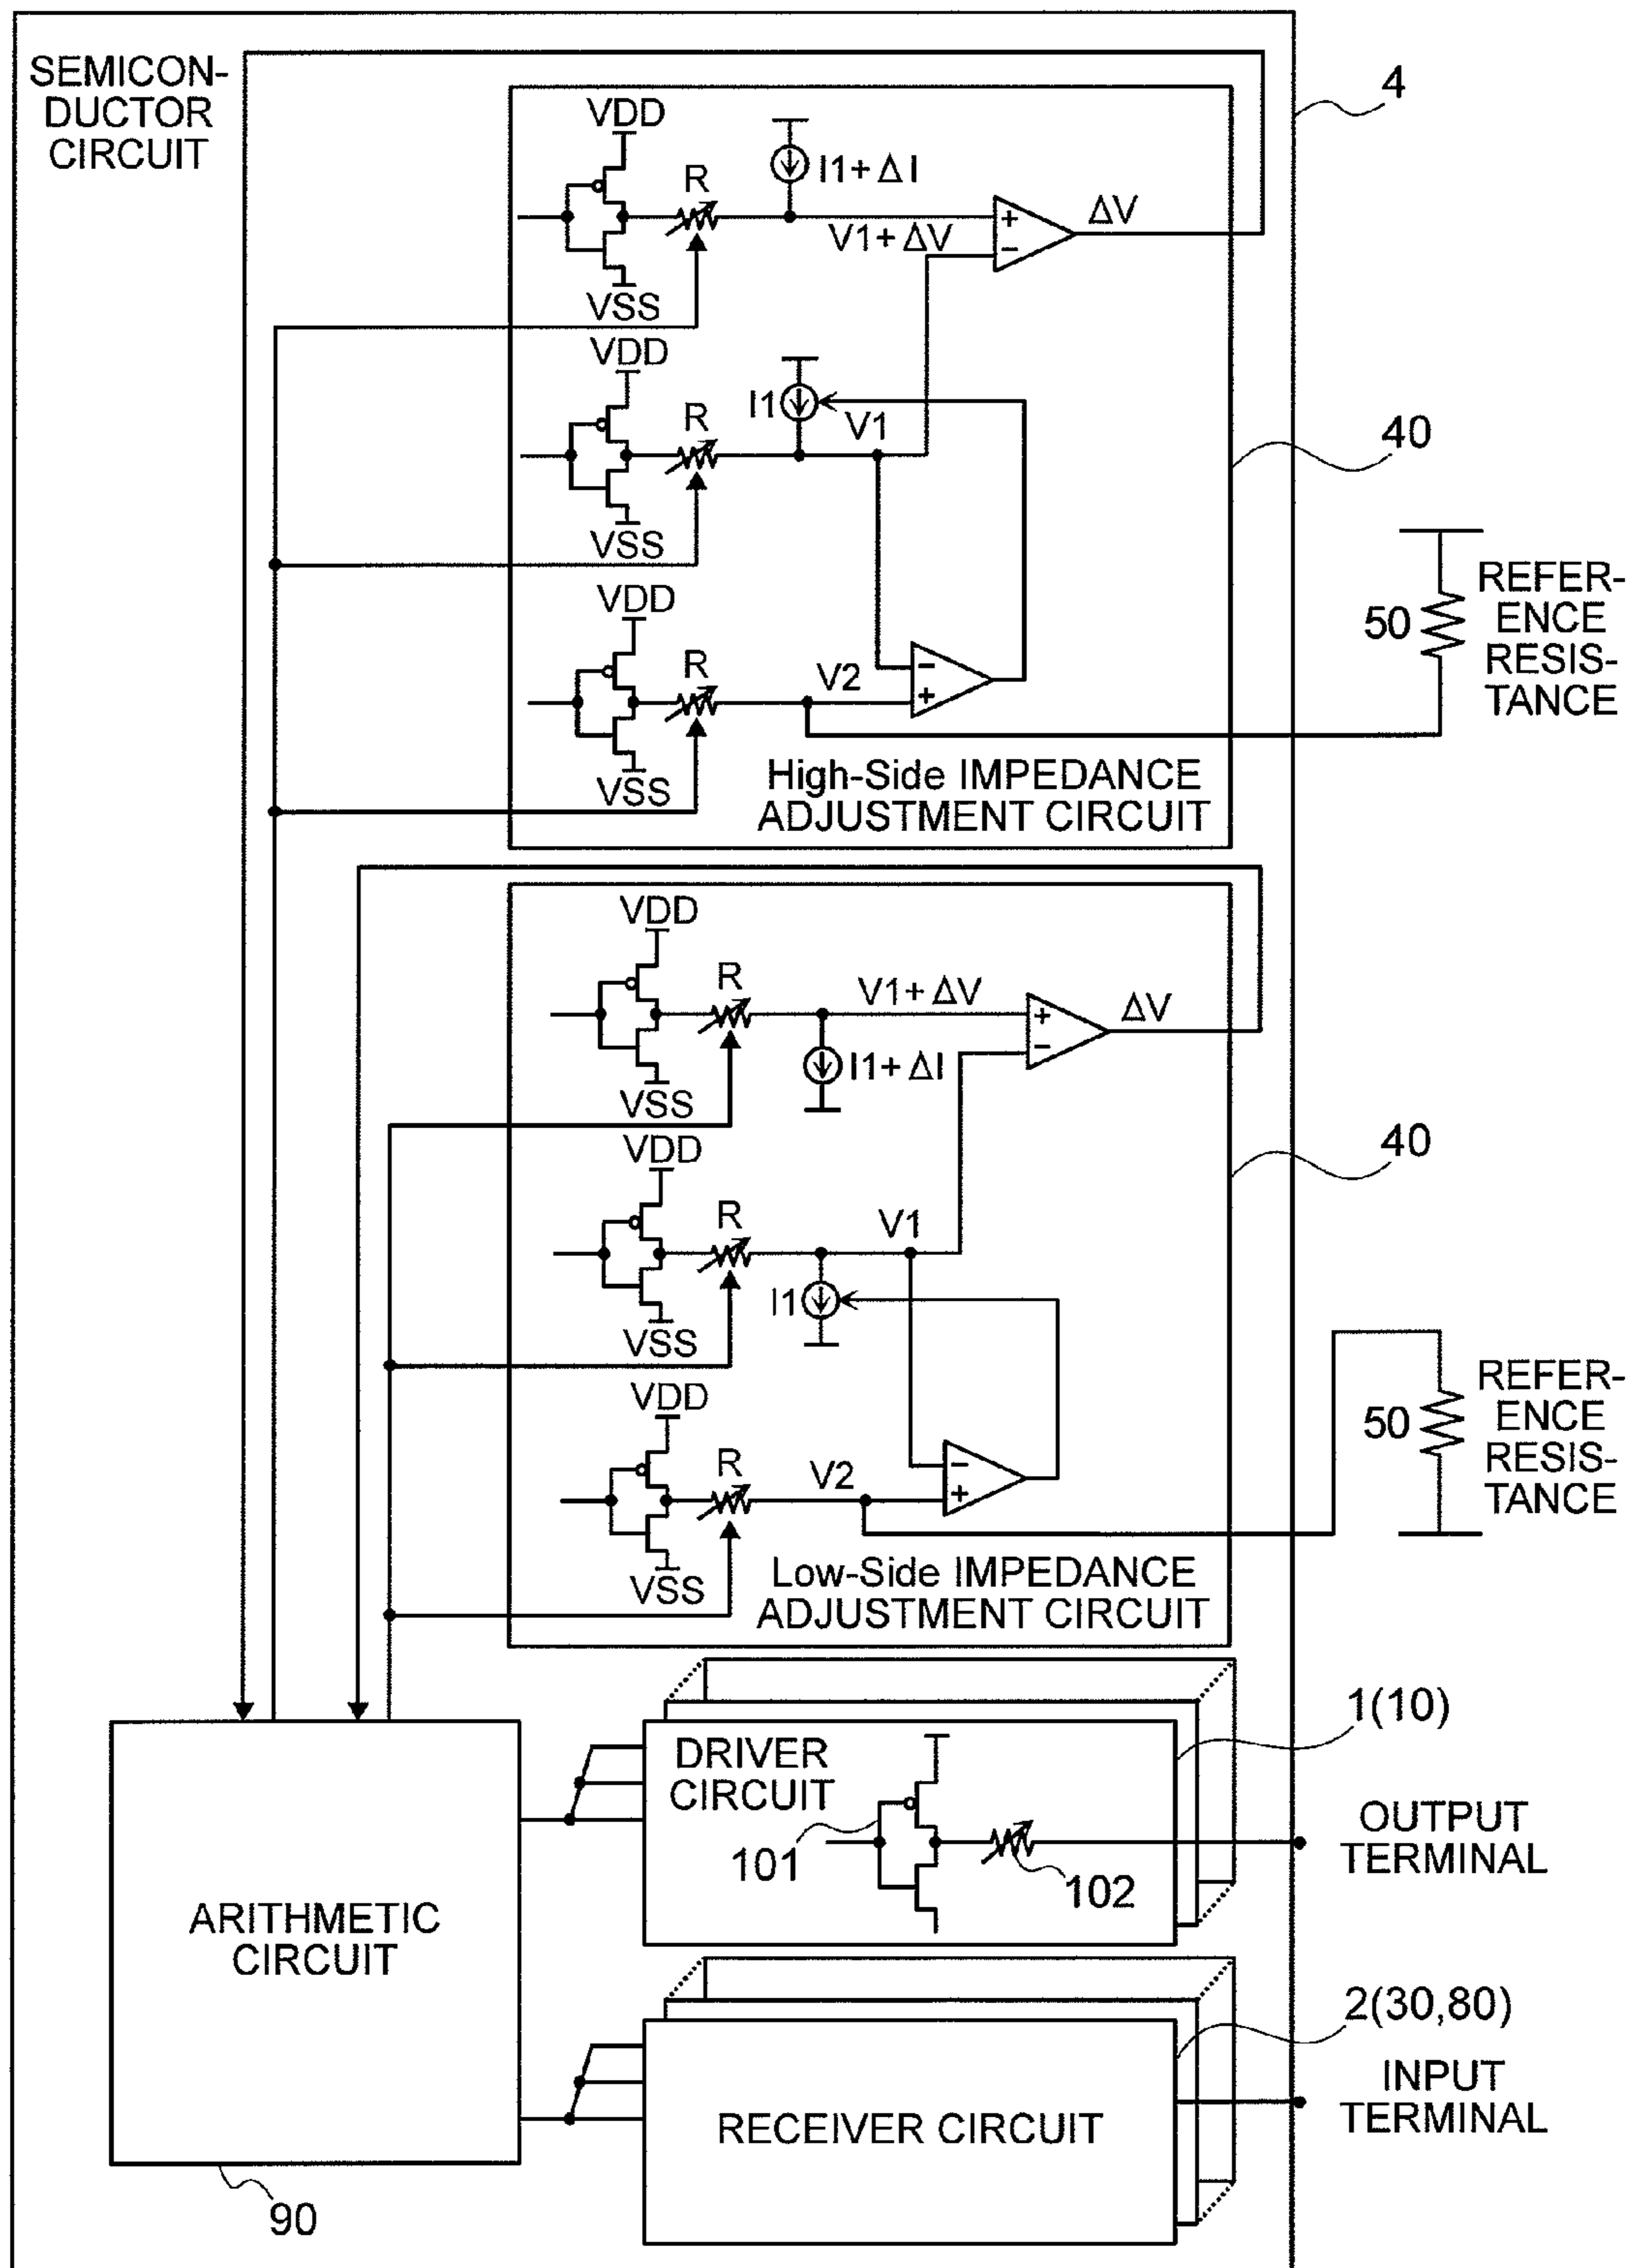 SEMICON-
DUCTOR
CIRCUIT
4
VDD
R
I1+ΔI
V1+ΔV
+
-
ΔV
VSS
VDD
R
I1
V1
VSS
40
VDD
R
V2
-
+
VSS
50
REFER-
ENCE
RESIS-
TANCE
High-Side IMPEDANCE
ADJUSTMENT CIRCUIT
VDD
R
V1+ΔV
+
-
ΔV
I1+ΔI
VSS
40
VDD
R
V1
I1
VSS
VDD
R
V2
-
+
VSS
50
REFER-
ENCE
RESIS-
TANCE
Low-Side IMPEDANCE
ADJUSTMENT CIRCUIT
1(10)
DRIVER
CIRCUIT
101
102
OUTPUT
TERMINAL
ARITHMETIC
CIRCUIT
90
2(30,80)
RECEIVER CIRCUIT
INPUT
TERMINAL